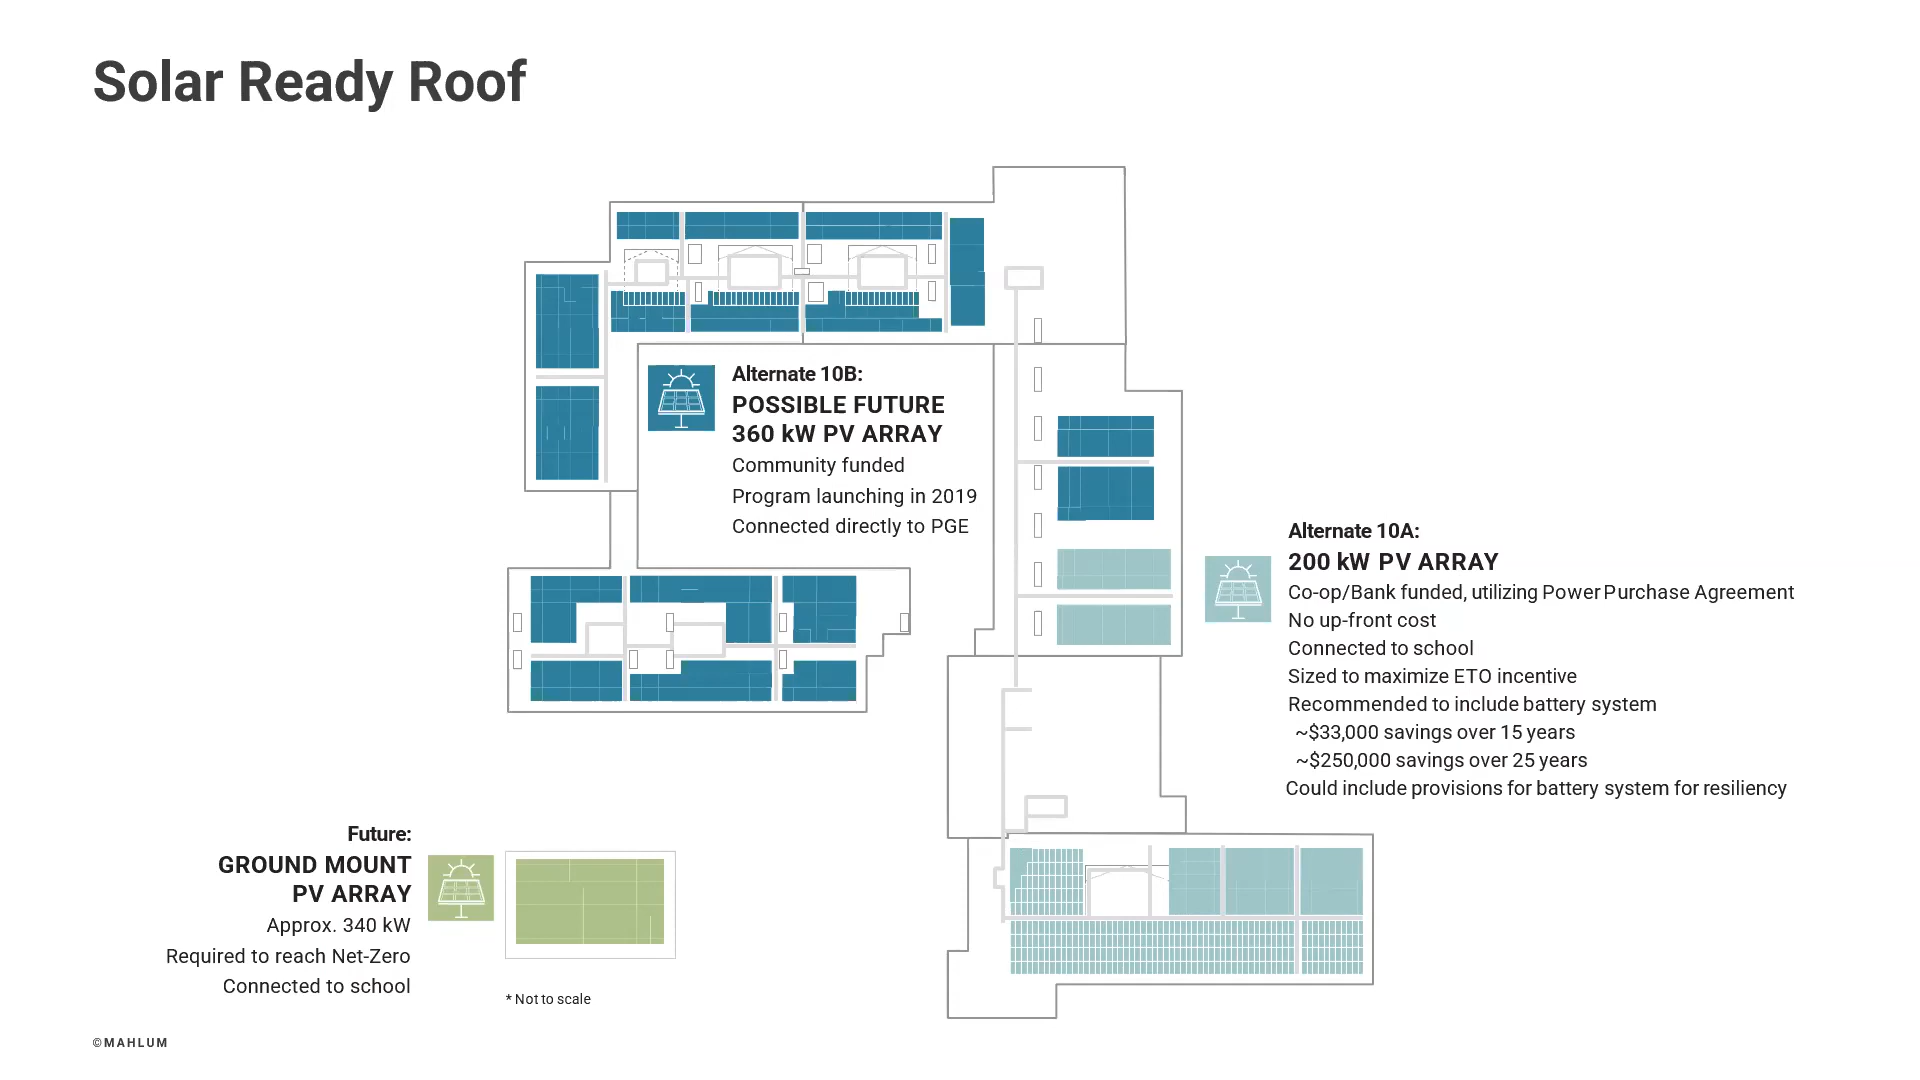 Solar Ready Roof
Alternate 10B:
POSSIBLE FUTURE
360 kW PV ARRAY
Community funded
Program launching in 2019
Connected directly to PGE
Alternate 10A:
200 kW PV ARRAY
Co-op/Bank funded, utilizing Power Purchase Agreement
No up-front cost
Connected to school
Sized to maximize ETO incentive
Recommended to include battery system
~$33,000 savings over 15 years
~$250,000 savings over 25 years
Could include provisions for battery system for resiliency
Future:
GROUND MOUNT
PV ARRAY
Approx. 340 kW
Required to reach Net-Zero
Connected to school
* Not to scale
©MAHLUM